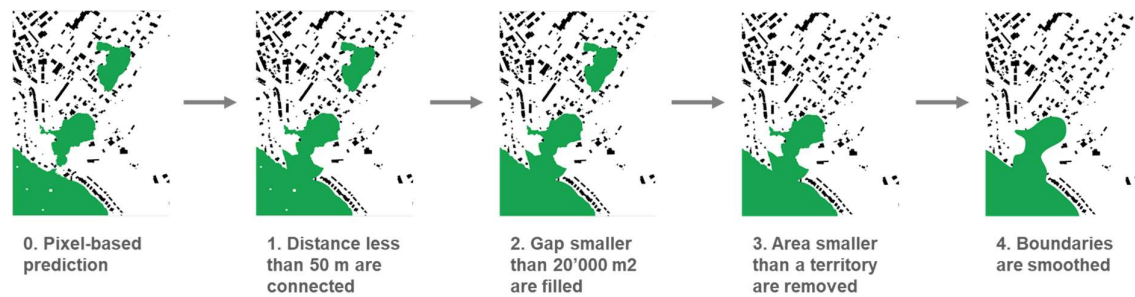 0. Pixel-based
prediction
1. Distance less
than 50 m are
connected
2. Gap smaller
than 20’000 m2
are filled
3. Area smaller
than a territory
are removed
4. Boundaries
are smoothed